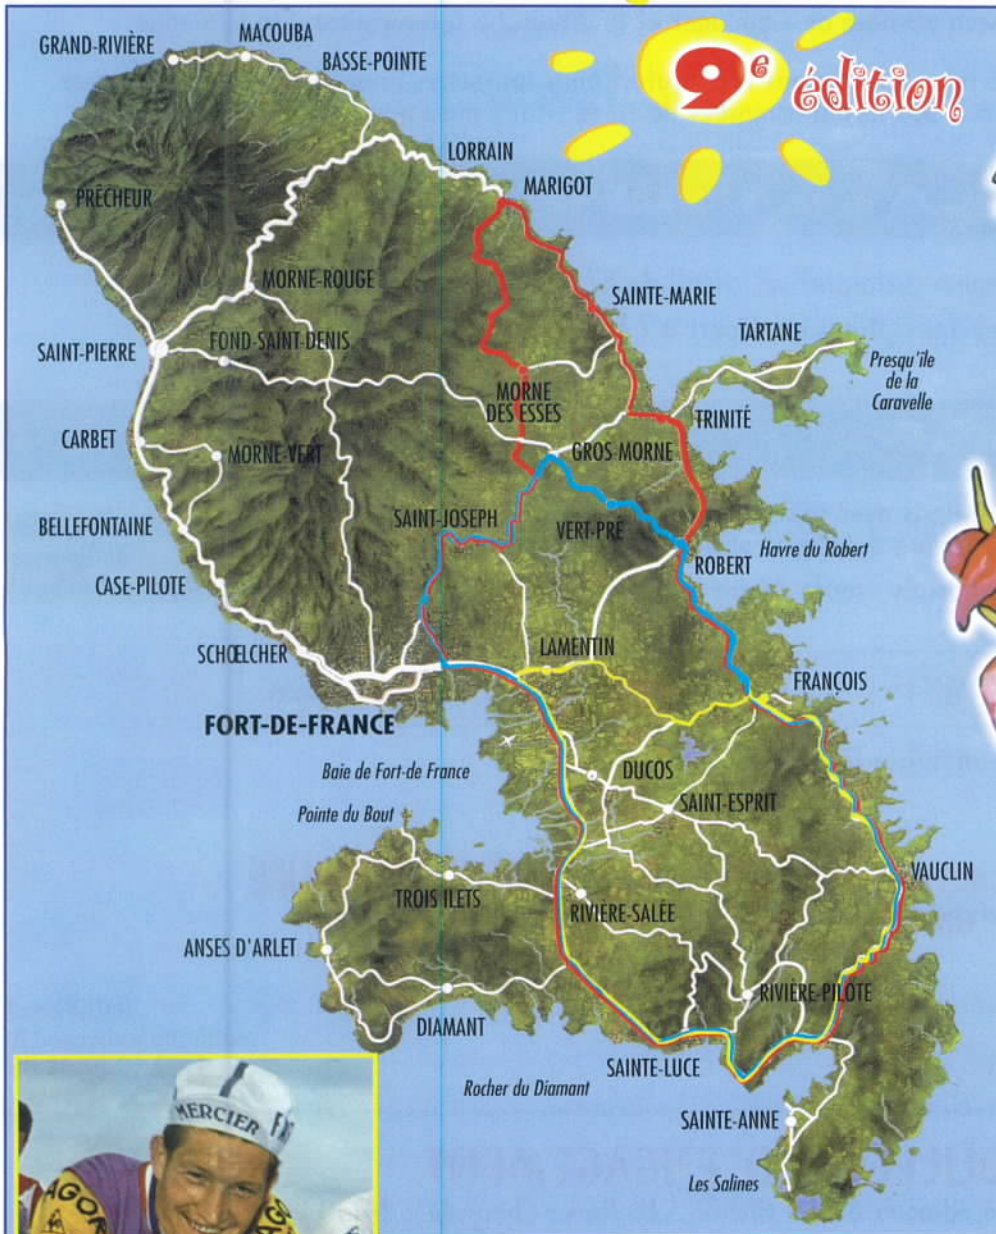 9e édition
GRAND-RIVIÈRE
MACOUBA
BASSE-POINTE
LORRAIN
MARIGOT
PRÊCHEUR
MORNE-ROUGE
SAINTE-MARIE
TARTANE
Presqu'île
de la
Caravelle
SAINT-PIERRE
FOND-SAINT-DENIS
MORNE
DES ESSES
TRINITÉ
CARBET
MORNE-VERT
GROS-MORNE
BELLEFONTAINE
SAINT-JOSEPH
VERT-PRÉ
Havre du Robert
ROBERT
CASE-PILOTE
SCHŒLCHER
LAMENTIN
FRANÇOIS
FORT-DE-FRANCE
Baie de Fort-de France
DUCOS
SAINT-ESPRIT
Pointe du Bout
VAUCLIN
TROIS ILETS
RIVIÈRE-SALÉE
ANSES D'ARLET
RIVIÈRE-PILOTE
DIAMANT
SAINTE-LUCE
Rocher du Diamant
SAINTE-ANNE
Les Salines
MERCIER